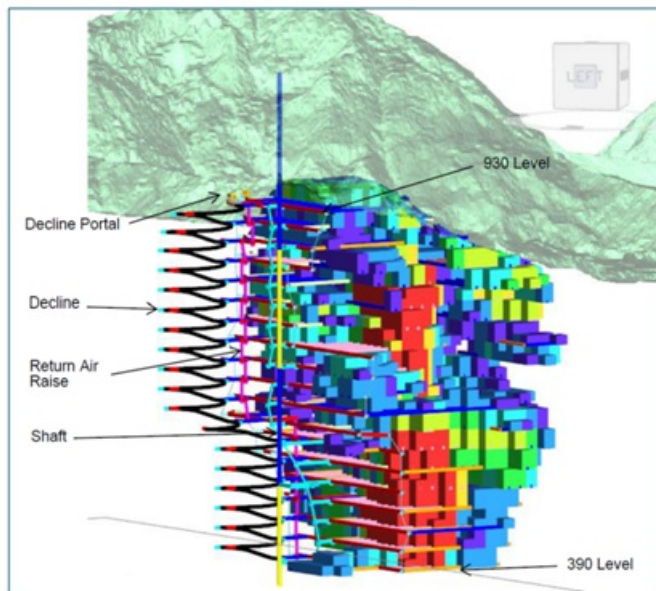 LEFT
930 Level
Decline Portal
Decline
Return Air
Raise
Shaft
390 Level